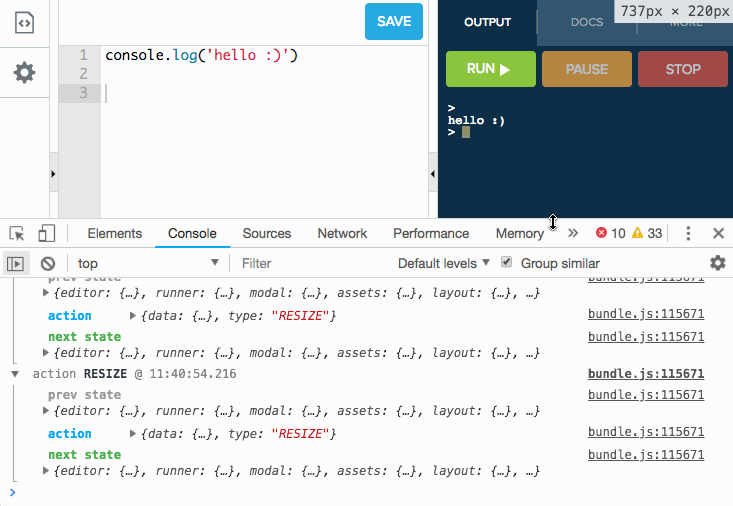 SAVE
OUTPUT DOCS MORE
737px × 220px
1 console.log('hello :)')
2
3
RUN PAUSE STOP
>
hello :)
>
Elements Console Sources Network Performance Memory » 10 33
top Filter Default levels Group similar
prev state bundle.js:115671
{editor: {…}, runner: {…}, modal: {…}, assets: {…}, layout: {…}, …}
action {data: {…}, type: "RESIZE"} bundle.js:115671
next state bundle.js:115671
{editor: {…}, runner: {…}, modal: {…}, assets: {…}, layout: {…}, …}
action RESIZE @ 11:40:54.216 bundle.js:115671
prev state bundle.js:115671
{editor: {…}, runner: {…}, modal: {…}, assets: {…}, layout: {…}, …}
action {data: {…}, type: "RESIZE"} bundle.js:115671
next state bundle.js:115671
{editor: {…}, runner: {…}, modal: {…}, assets: {…}, layout: {…}, …}
>